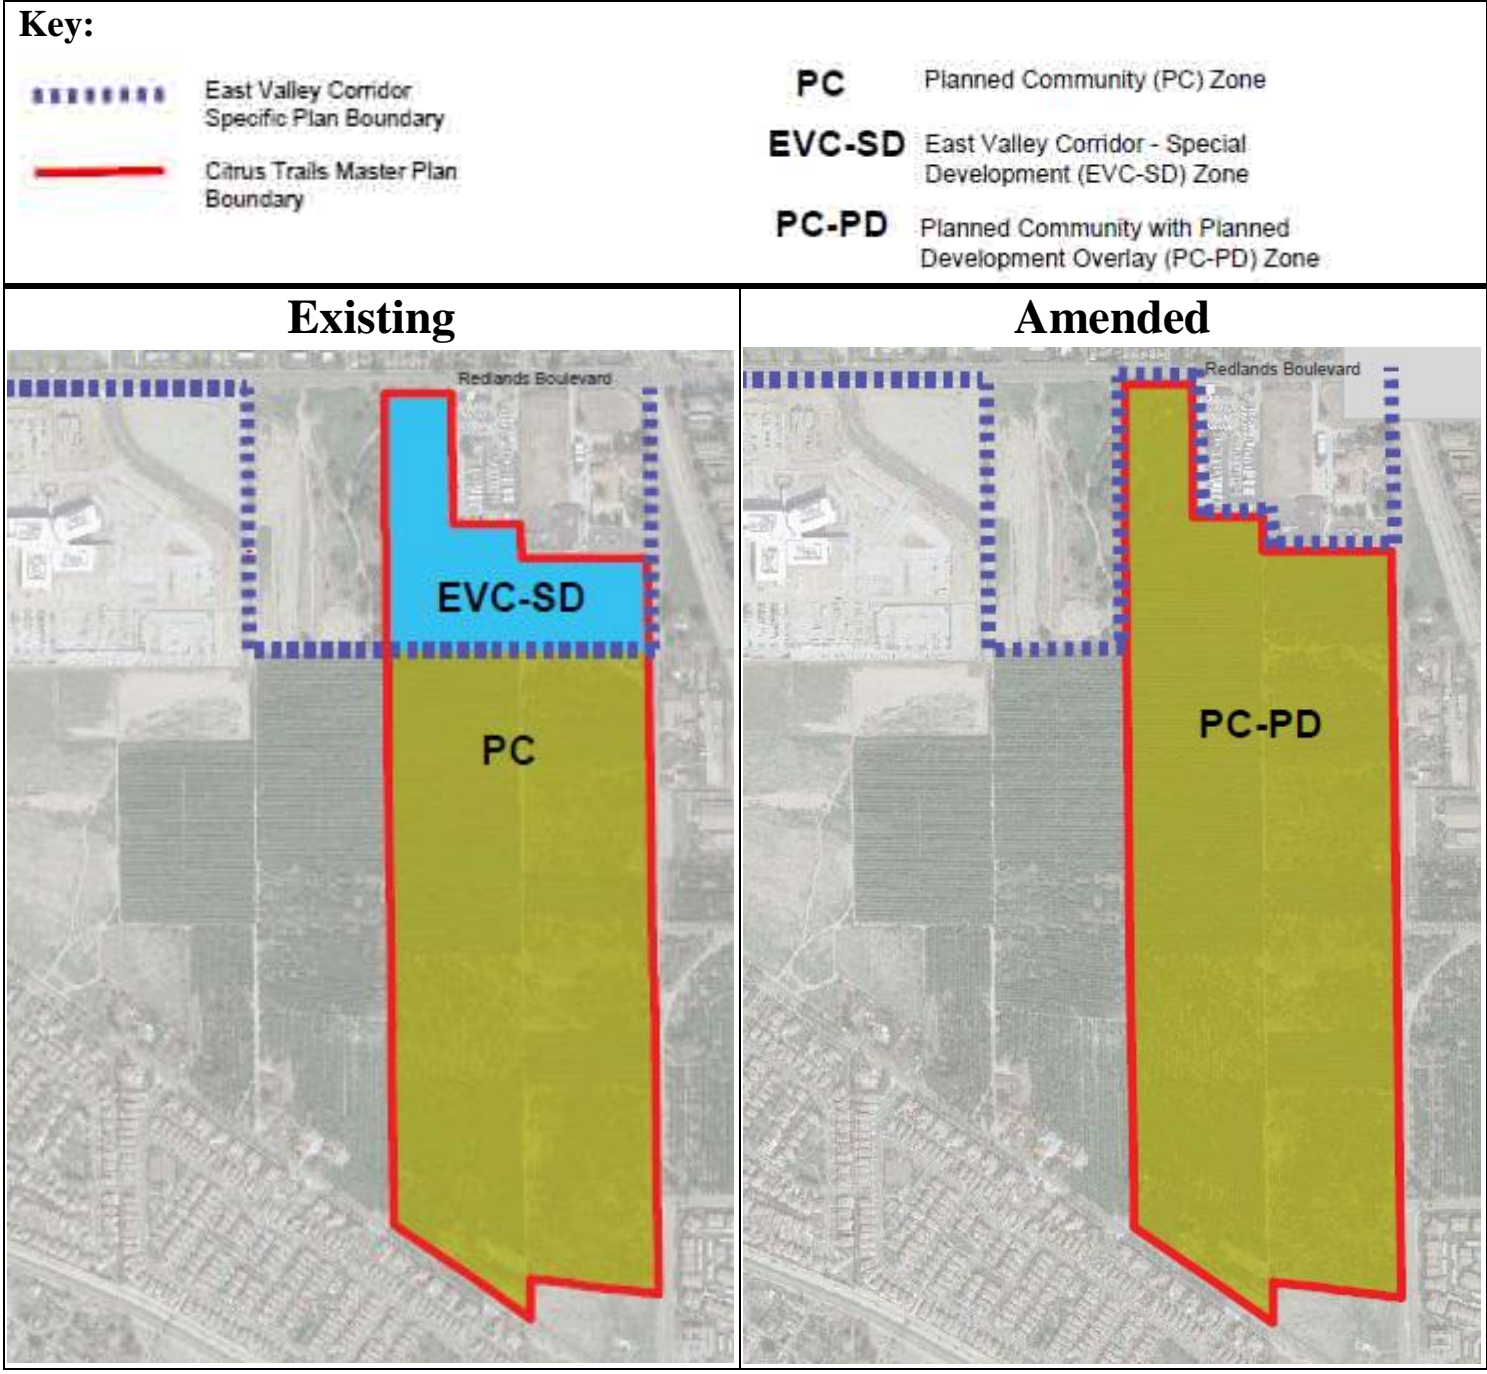 Key:
East Valley Corridor
Specific Plan Boundary
Citrus Trails Master Plan
Boundary
PC
Planned Community (PC) Zone
EVC-SD
East Valley Corridor - Special
Development (EVC-SD) Zone
PC-PD
Planned Community with Planned
Development Overlay (PC-PD) Zone
Existing
Redlands Boulevard
EVC-SD
PC
Amended
Redlands Boulevard
PC-PD